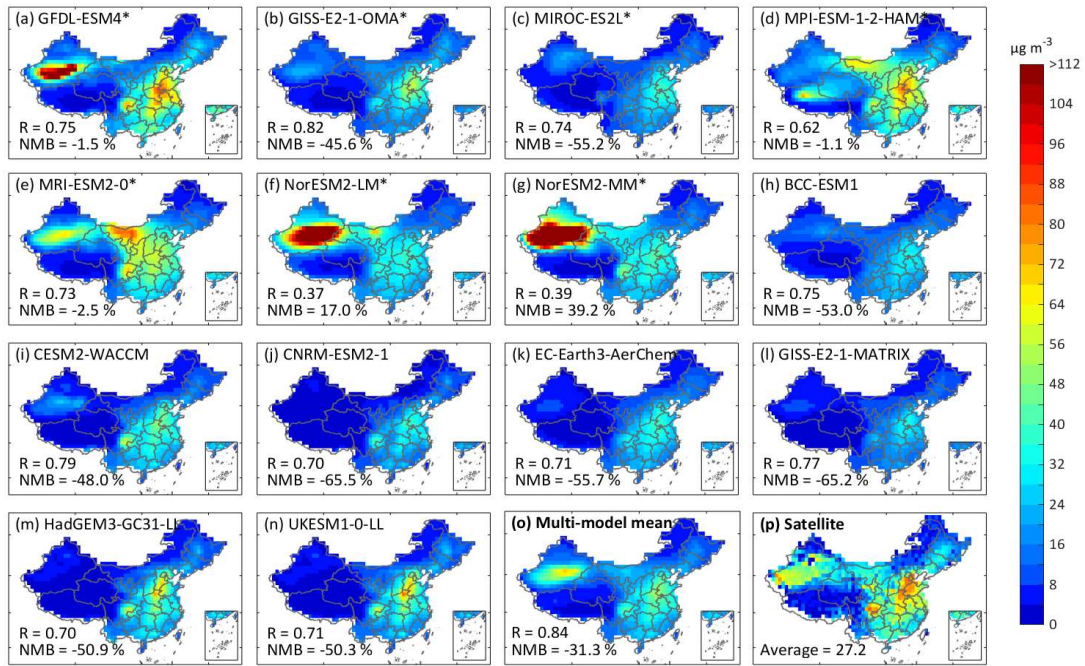 (a) GFDL-ESM4*
R = 0.75
NMB = -1.5 %
(b) GISS-E2-1-OMA*
R = 0.82
NMB = -45.6 %
(c) MIROC-ES2L*
R = 0.74
NMB = -55.2 %
(d) MPI-ESM-1-2-HAM*
R = 0.62
NMB = -1.1 %
(e) MRI-ESM2-0*
R = 0.73
NMB = -2.5 %
(f) NorESM2-LM*
R = 0.37
NMB = 17.0 %
(g) NorESM2-MM*
R = 0.39
NMB = 39.2 %
(h) BCC-ESM1
R = 0.75
NMB = -53.0 %
(i) CESM2-WACCM
R = 0.79
NMB = -48.0 %
(j) CNRM-ESM2-1
R = 0.70
NMB = -65.5 %
(k) EC-Earth3-AerChem
R = 0.71
NMB = -55.7 %
(l) GISS-E2-1-MATRIX
R = 0.77
NMB = -65.2 %
(m) HadGEM3-GC31-LL
R = 0.70
NMB = -50.9 %
(n) UKESM1-0-LL
R = 0.71
NMB = -50.3 %
(o) Multi-model mean
R = 0.84
NMB = -31.3 %
(p) Satellite
Average = 27.2
µg m⁻³
>112
104
96
88
80
72
64
56
48
40
32
24
16
8
0